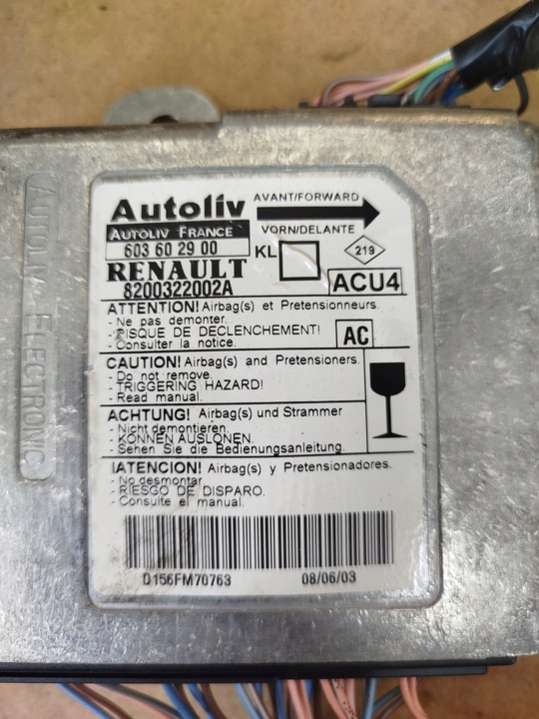 AUTOLIV ELECTRONIC
Autoliv
AVANT/FORWARD
AUTOLIV FRANCE
VORN/DELANTE
603 60 29 00
KL
219
RENAULT
8200322002A
ACU4
ATTENTION! Airbag(s) et Pretensionneurs.
- Ne pas demonter.
- RISQUE DE DECLENCHEMENT!
- Consulter la notice.
AC
CAUTION! Airbag(s) and Pretensioners.
- Do not remove.
- TRIGGERING HAZARD!
- Read manual.
ACHTUNG! Airbag(s) und Strammer
- Nicht demontieren.
- KONNEN AUSLONEN.
- Sehen Sie die Bedienungsanleitung.
¡ATENCION! Airbag(s) y Pretensionadores.
- No desmontar
- RIESGO DE DISPARO.
- Consulte el manual.
D156FM70763
08/06/03